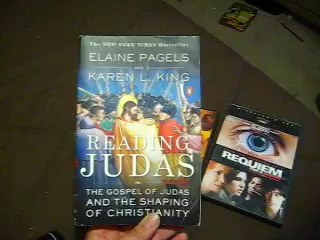 The New York Times Bestseller
ELAINE PAGELS
KAREN L. KING
READING
JUDAS
THE GOSPEL OF JUDAS
AND THE SHAPING
OF CHRISTIANITY
REQUIEM